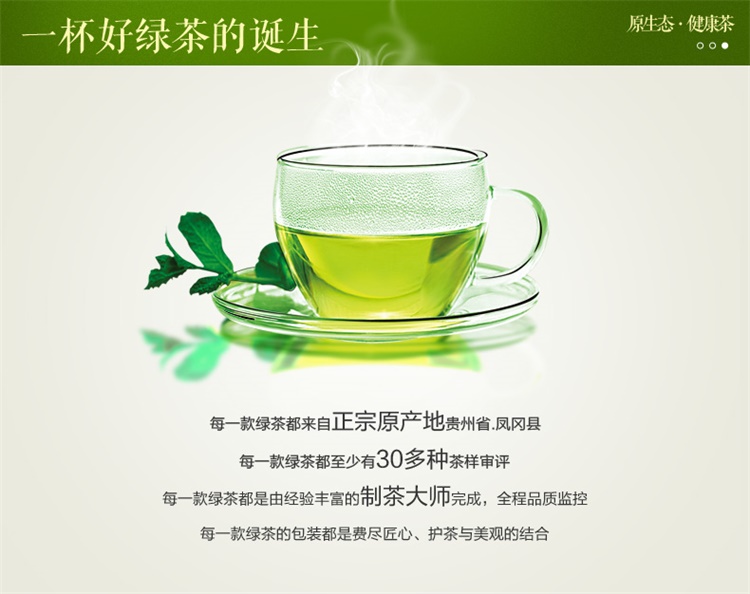 一杯好绿茶的诞生
原生态·健康茶
每一款绿茶都来自正宗原产地贵州省.凤冈县
每一款绿茶都至少有30多种茶样审评
每一款绿茶都是由经验丰富的制茶大师完成，全程品质监控
每一款绿茶的包装都是费尽匠心、护茶与美观的结合